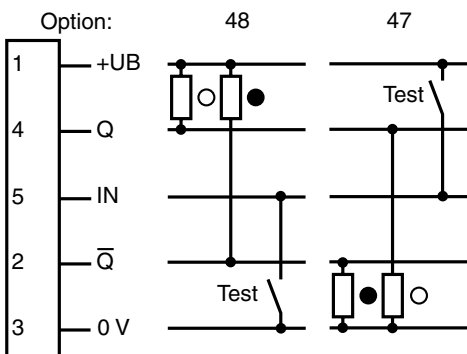 Option: 48 47
1 +UB
Test
4 Q
5 IN
2 Q̅
Test
3 0 V